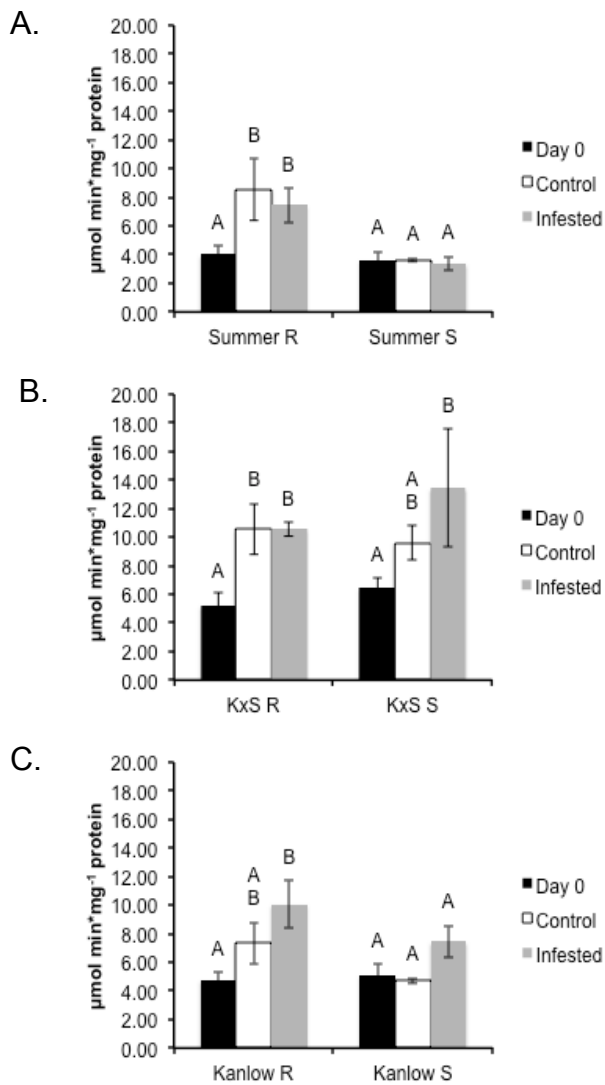 A.
20.00
18.00
16.00
14.00
12.00
10.00
8.00
6.00
4.00
2.00
0.00
µmol min*mg⁻¹ protein
A B B
A A A
Summer R Summer S
Day 0
Control
Infested
B.
20.00
18.00
16.00
14.00
12.00
10.00
8.00
6.00
4.00
2.00
0.00
µmol min*mg⁻¹ protein
A B B
A
A
B
B
KxS R KxS S
Day 0
Control
Infested
C.
20.00
18.00
16.00
14.00
12.00
10.00
8.00
6.00
4.00
2.00
0.00
µmol min*mg⁻¹ protein
A
A
B
B
A A A
Kanlow R Kanlow S
Day 0
Control
Infested